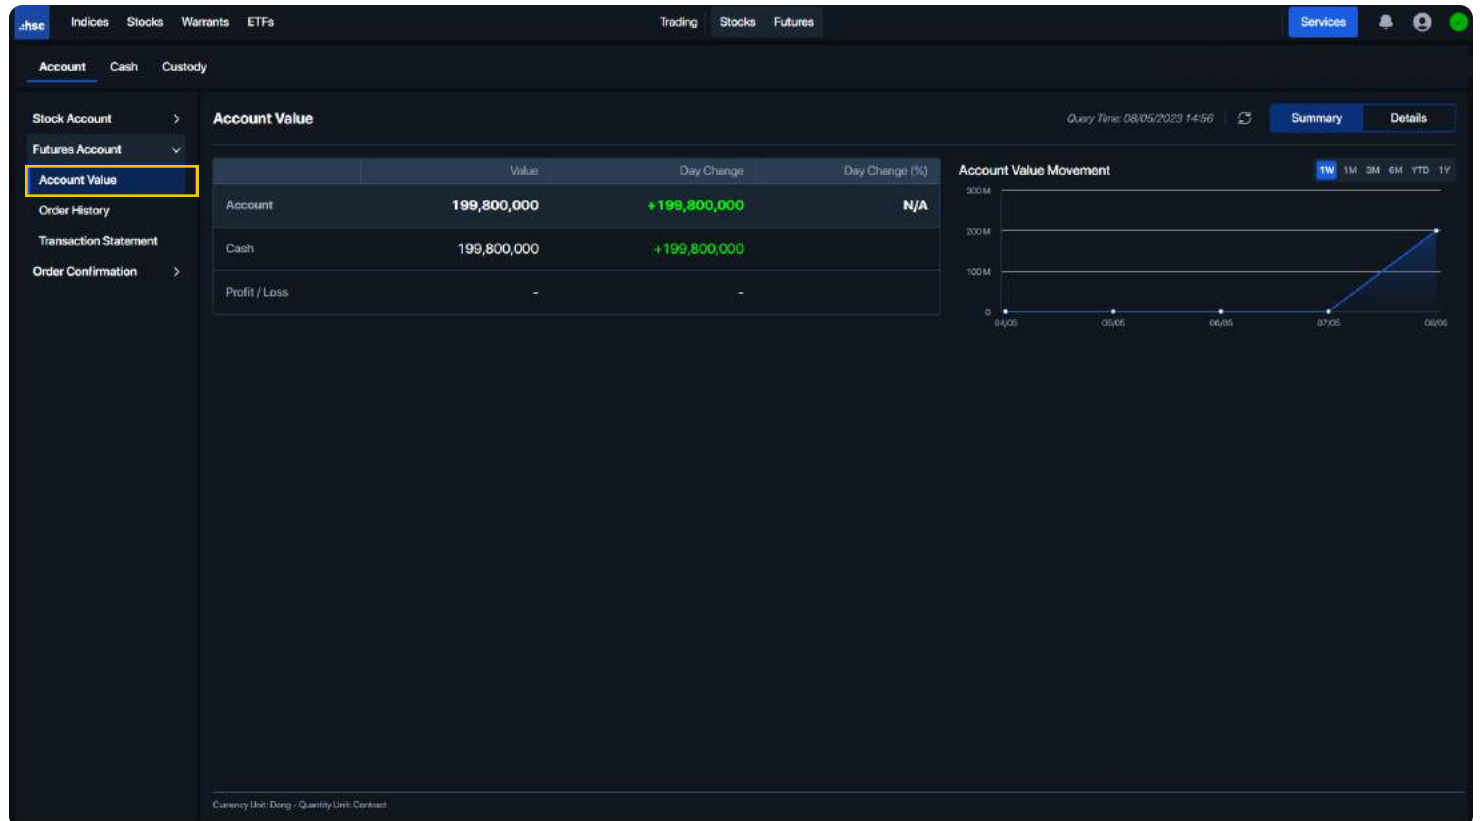 .:hsc Indices Stocks Warrants ETFs Trading Stocks Futures Services
Account Cash Custody
Stock Account
Futures Account
Account Value
Order History
Transaction Statement
Order Confirmation
Account Value Query Time: 08/05/2023 14:56 Summary Details
Value Day Change Day Change (%)
Account 199,800,000 +199,800,000 N/A
Cash 199,800,000 +199,800,000
Profit / Loss - -
Account Value Movement 1W 1M 3M 6M YTD 1Y
300 M
200 M
100 M
0
04/05 05/05 06/05 07/05 08/05
Currency Unit: Dong - Quantity Unit: Contract